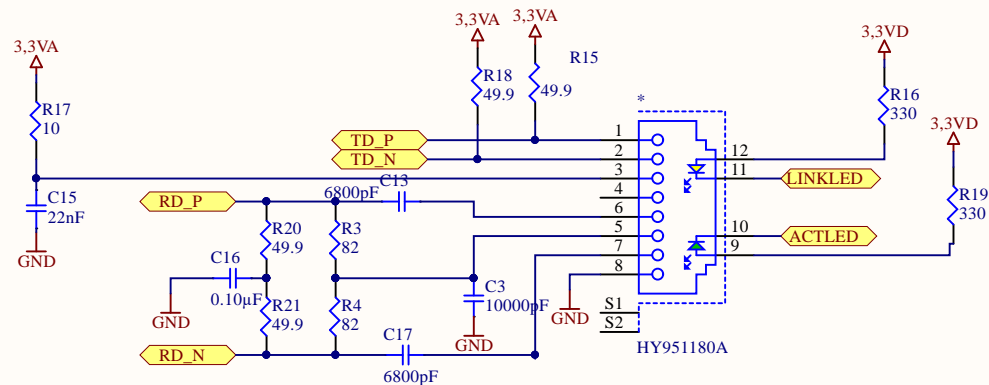 3,3VA
3,3VA
3,3VA
3,3VD
R15
R18
49.9
49.9
R17
10
*
R16
330
3,3VD
TD_P
TD_N
1
2
3
4
6
5
7
8
12
11
10
9
LINKLED
ACTLED
R19
330
C13
6800pF
C15
22nF
GND
RD_P
R20
49.9
R3
82
C16
0.10µF
GND
R21
49.9
R4
82
C3
10000pF
GND
GND
S1
S2
RD_N
C17
6800pF
HY951180A